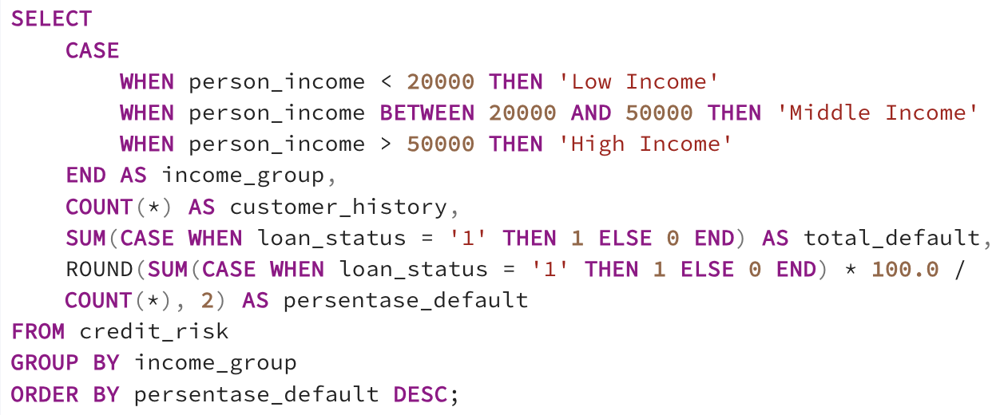 SELECT
    CASE
        WHEN person_income < 20000 THEN 'Low Income'
        WHEN person_income BETWEEN 20000 AND 50000 THEN 'Middle Income'
        WHEN person_income > 50000 THEN 'High Income'
    END AS income_group,
    COUNT(*) AS customer_history,
    SUM(CASE WHEN loan_status = '1' THEN 1 ELSE 0 END) AS total_default,
    ROUND(SUM(CASE WHEN loan_status = '1' THEN 1 ELSE 0 END) * 100.0 /
    COUNT(*), 2) AS persentase_default
FROM credit_risk
GROUP BY income_group
ORDER BY persentase_default DESC;